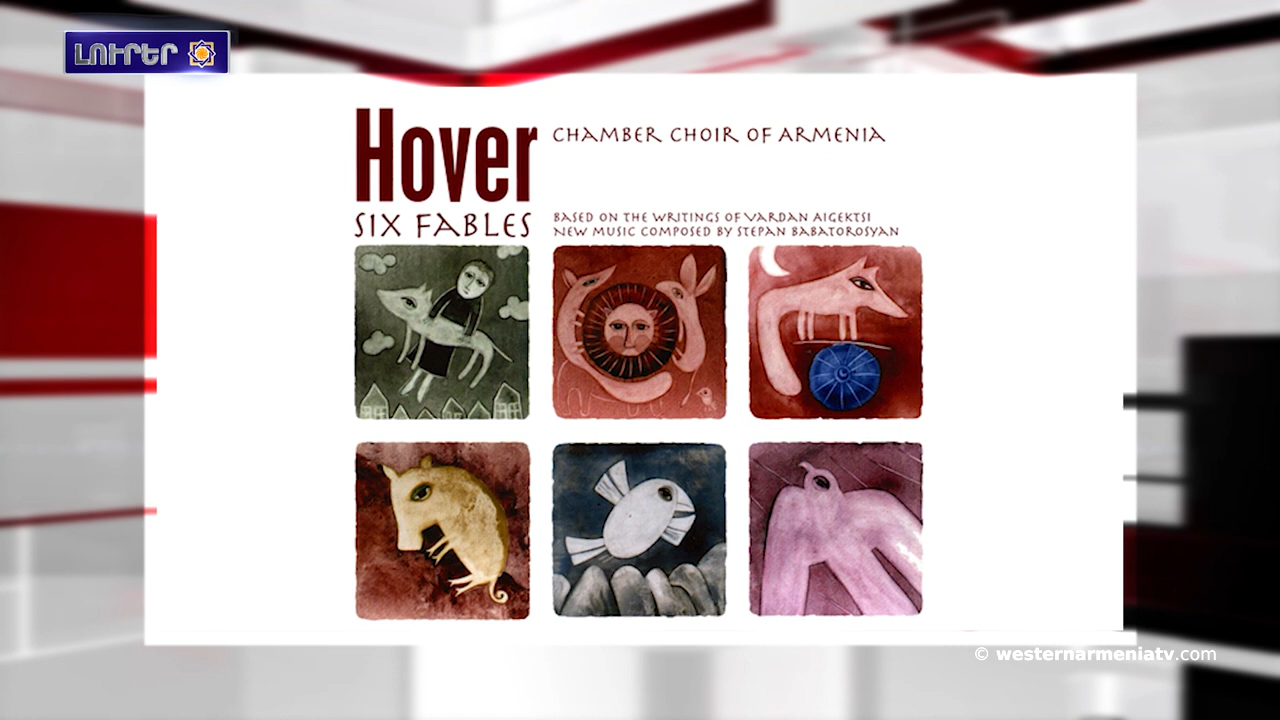 ԼՈՒՐԵՐ
Hover
CHAMBER CHOIR OF ARMENIA
SIX FABLES
BASED ON THE WRITINGS OF VARDAN AIGEKTSI
NEW MUSIC COMPOSED BY STEPAN BABATOROSYAN
© westernarmeniatv.com